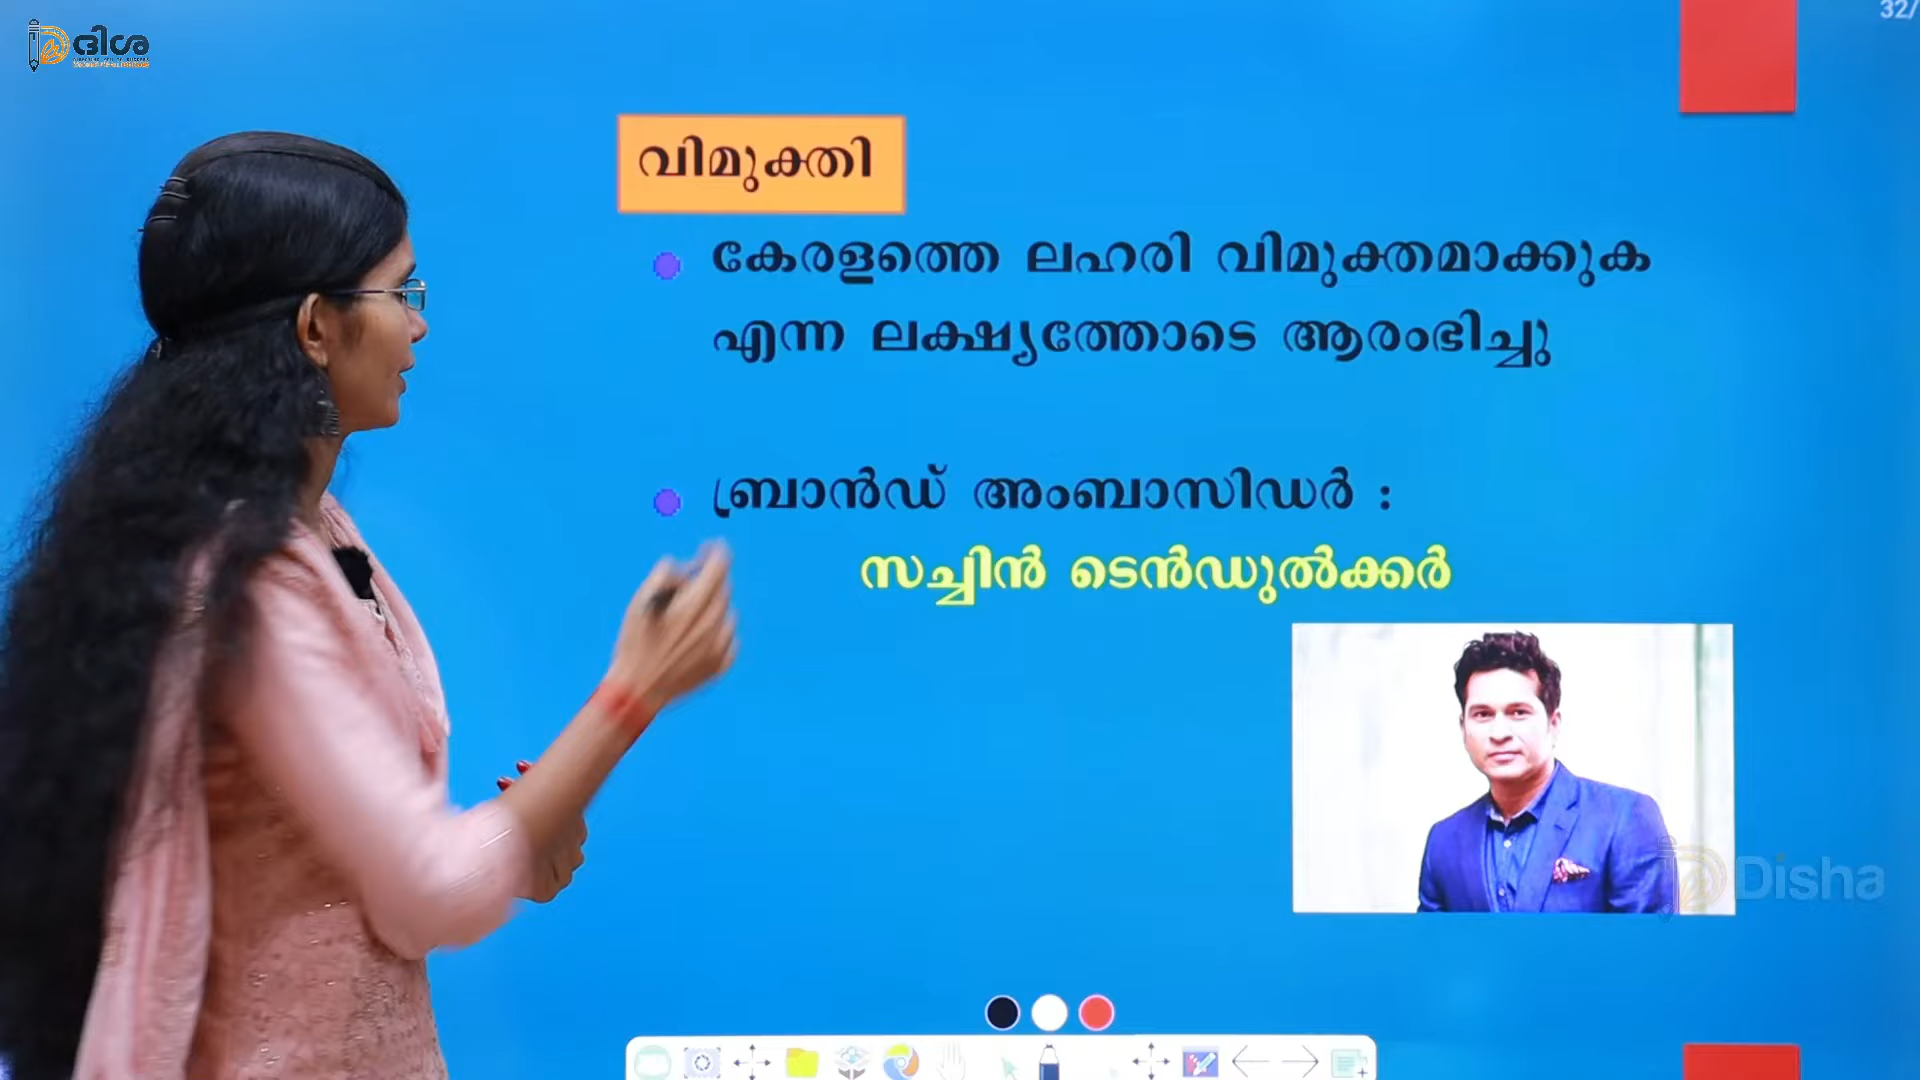 ദിശ
32/
വിമുക്തി
കേരളത്തെ ലഹരി വിമുക്തമാക്കുക
എന്ന ലക്ഷ്യത്തോടെ ആരംഭിച്ചു
ബ്രാൻഡ് അംബാസിഡർ :
സച്ചിൻ ടെൻഡുൽക്കർ
Disha